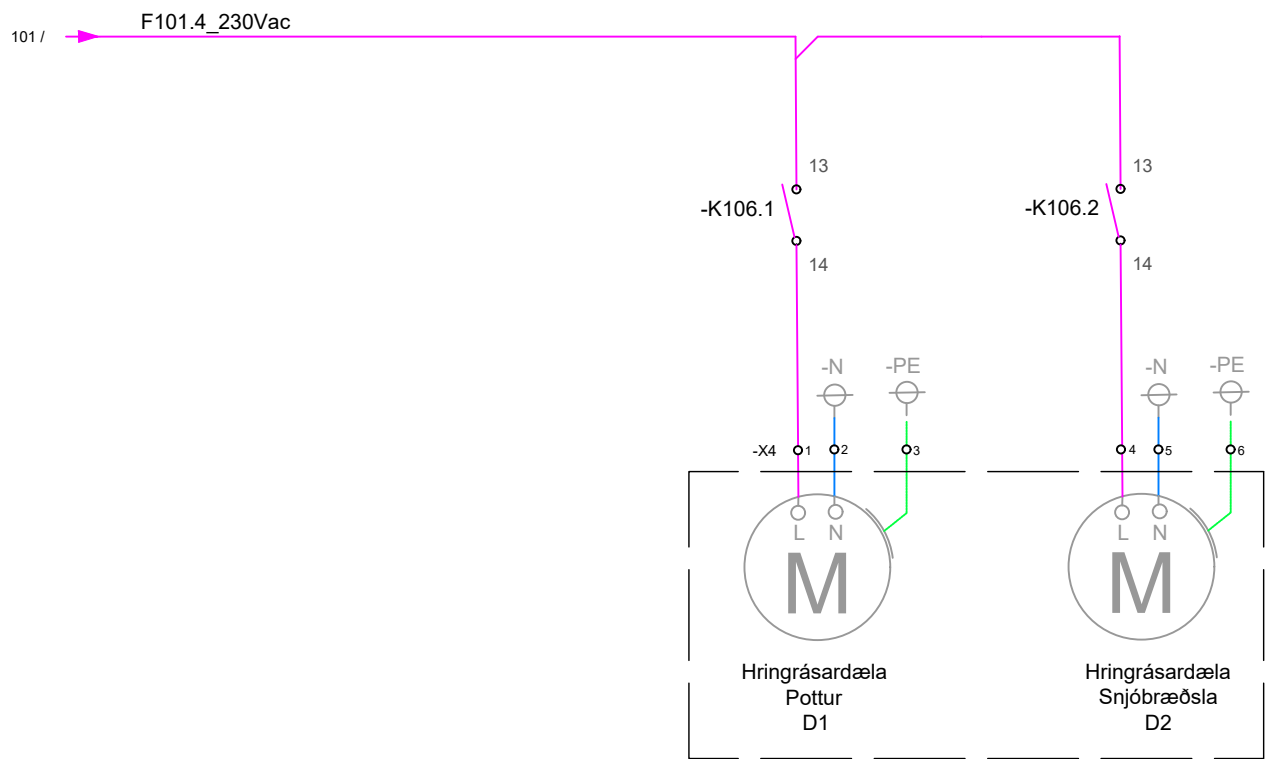 F101.4_230Vac
101 /
13
13
-K106.1
-K106.2
14
14
-N
-PE
-N
-PE
-X4
1
2
3
4
5
6
L
N
L
N
M
M
Hringrásardæla
Pottur
D1
Hringrásardæla
Snjóbræðsla
D2